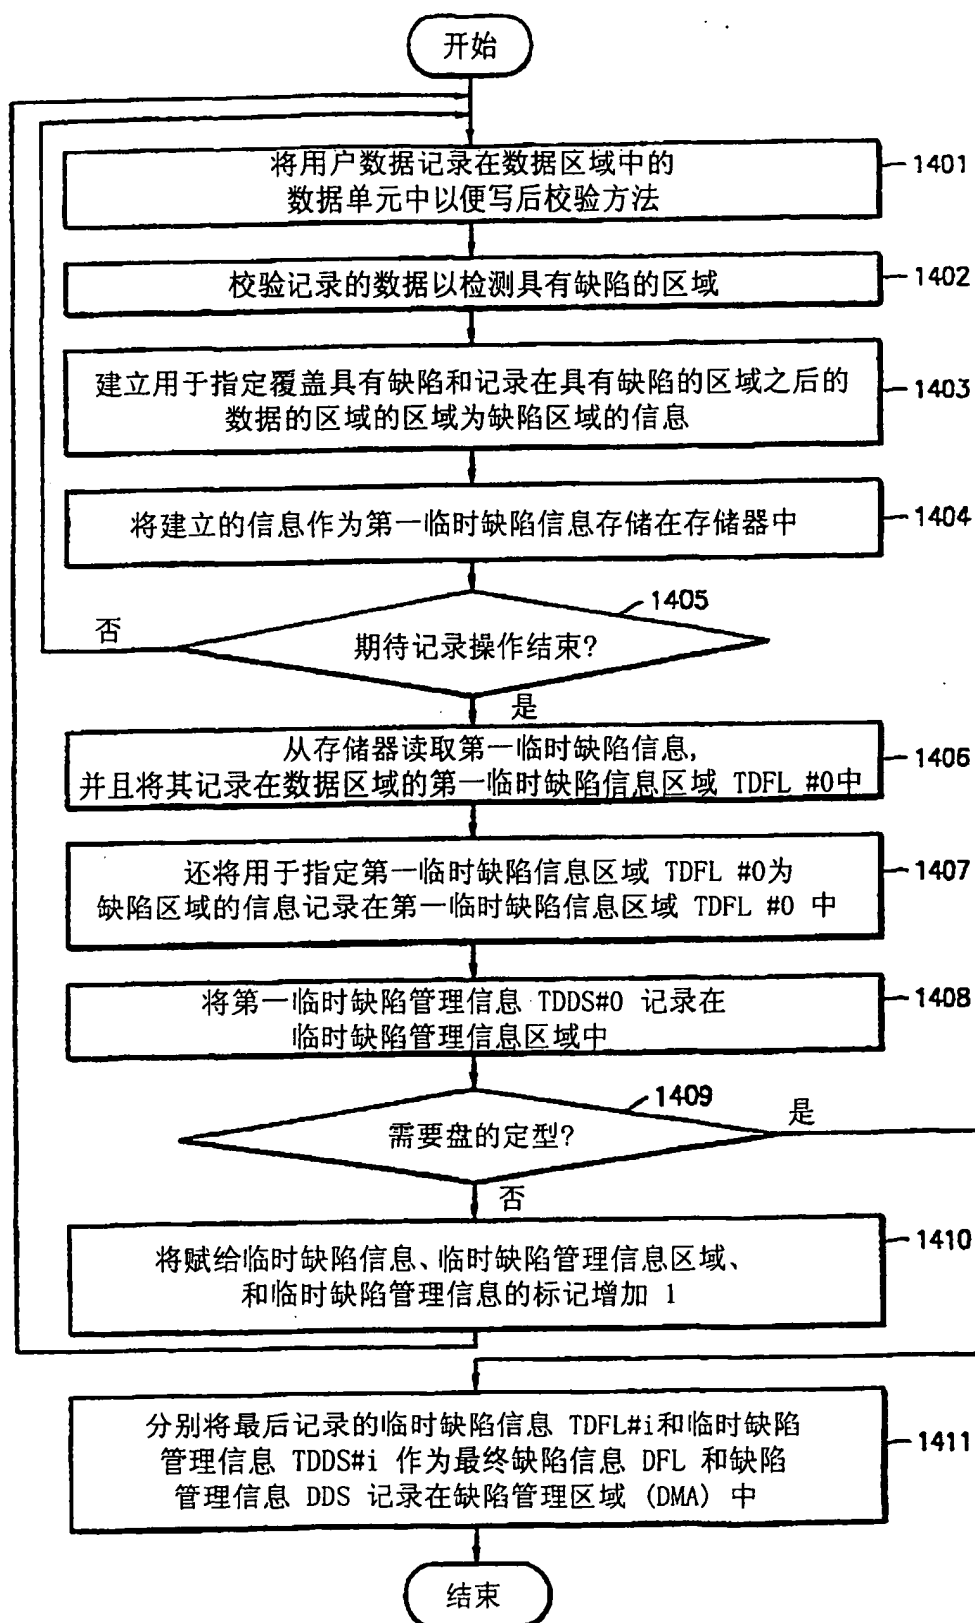 开始
将用户数据记录在数据区域中的
数据单元中以便写后校验方法
1401
校验记录的数据以检测具有缺陷的区域
1402
建立用于指定覆盖具有缺陷和记录在具有缺陷的区域之后的
数据的区域的区域为缺陷区域的信息
1403
将建立的信息作为第一临时缺陷信息存储在存储器中
1404
1405
否
期待记录操作结束?
是
从存储器读取第一临时缺陷信息,
并且将其记录在数据区域的第一临时缺陷信息区域 TDFL #0中
1406
还将用于指定第一临时缺陷信息区域 TDFL #0为
缺陷区域的信息记录在第一临时缺陷信息区域 TDFL #0 中
1407
将第一临时缺陷管理信息 TDDS#0 记录在
临时缺陷管理信息区域中
1408
1409
是
需要盘的定型?
否
将赋给临时缺陷信息、临时缺陷管理信息区域、
和临时缺陷管理信息的标记增加 1
1410
分别将最后记录的临时缺陷信息 TDFL#i和临时缺陷
管理信息 TDDS#i 作为最终缺陷信息 DFL 和缺陷
管理信息 DDS 记录在缺陷管理区域 (DMA) 中
1411
结束